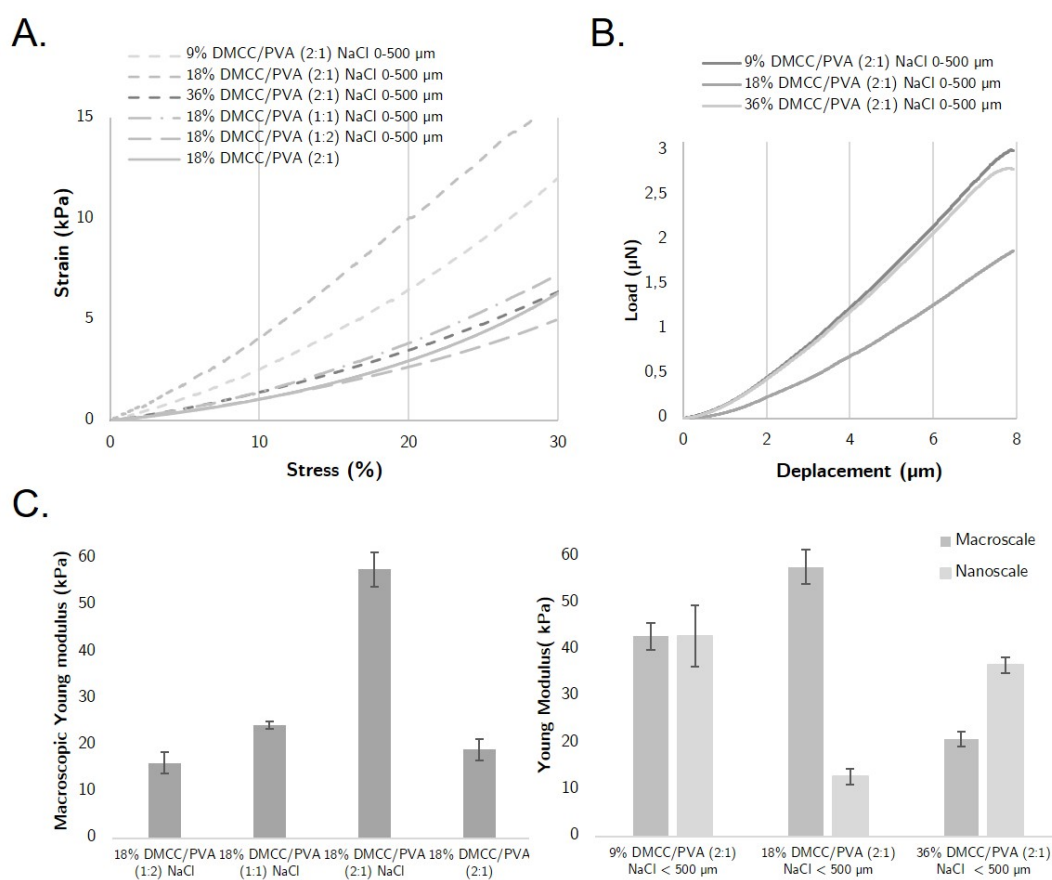 A.
9% DMCC/PVA (2:1) NaCl 0-500 µm
18% DMCC/PVA (2:1) NaCl 0-500 µm
36% DMCC/PVA (2:1) NaCl 0-500 µm
18% DMCC/PVA (1:1) NaCl 0-500 µm
18% DMCC/PVA (1:2) NaCl 0-500 µm
18% DMCC/PVA (2:1)
Strain (kPa)
15
10
5
0
0 10 20 30
Stress (%)
B.
9% DMCC/PVA (2:1) NaCl 0-500 µm
18% DMCC/PVA (2:1) NaCl 0-500 µm
36% DMCC/PVA (2:1) NaCl 0-500 µm
Load (µN)
3
2,5
2
1,5
1
0,5
0
0 2 4 6 8
Deplacement (µm)
C.
Macroscopic Young modulus (kPa)
60
50
40
30
20
10
0
18% DMCC/PVA 18% DMCC/PVA 18% DMCC/PVA 18% DMCC/PVA
(1:2) NaCl (1:1) NaCl (2:1) NaCl (2:1)
Young Modulus( kPa)
60
50
40
30
20
10
0
Macroscale
Nanoscale
9% DMCC/PVA (2:1) 18% DMCC/PVA (2:1) 36% DMCC/PVA (2:1)
NaCl < 500 µm NaCl < 500 µm NaCl < 500 µm